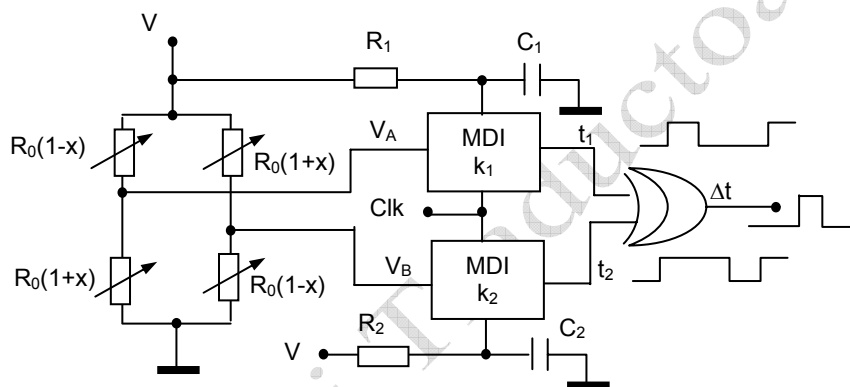 V
R1
C1
R0(1-x)
R0(1+x)
VA
MDI
k1
t1
Δt
Clk
R0(1+x)
R0(1-x)
VB
MDI
k2
t2
V
R2
C2